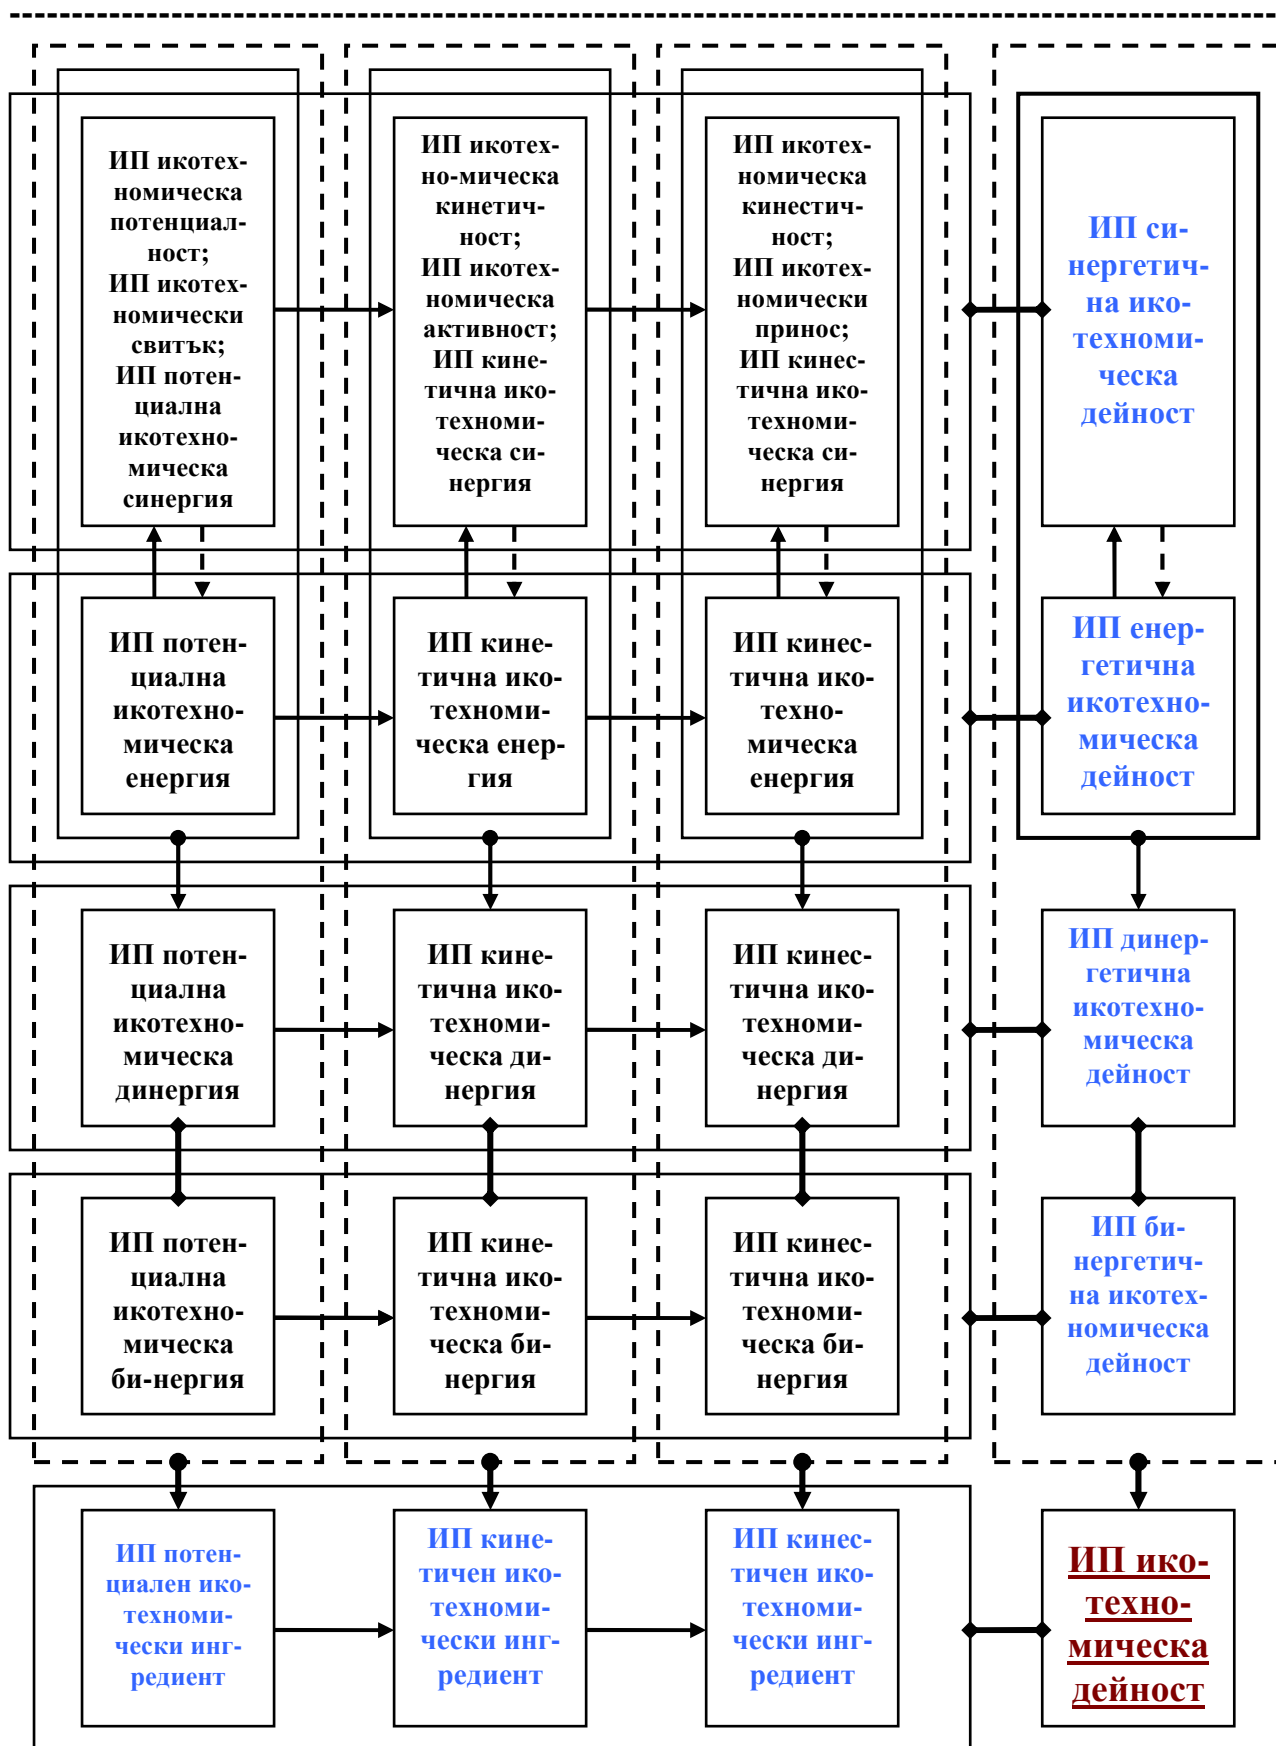 ИП икотех-
номическа
потенциал-
ност;
ИП икотех-
номически
свитък;
ИП потен-
циална
икотехно-
мическа
синергия
ИП икотех-
но-мическа
кинетич-
ност;
ИП икотех-
номическа
активност;
ИП кине-
тична ико-
техноми-
ческа си-
нергия
ИП икотех-
номическа
кинестич-
ност;
ИП икотех-
номически
принос;
ИП кинес-
тична ико-
техноми-
ческа си-
нергия
ИП си-
нергетич-
на ико-
техноми-
ческа
дейност
ИП потен-
циална
икотехно-
мическа
енергия
ИП кине-
тична ико-
техноми-
ческа енер-
гия
ИП кинес-
тична ико-
техно-
мическа
енергия
ИП енер-
гетична
икотехно-
мическа
дейност
ИП потен-
циална
икотехно-
мическа
динергия
ИП кине-
тична ико-
техноми-
ческа ди-
нергия
ИП кинес-
тична ико-
техноми-
ческа ди-
нергия
ИП динер-
гетична
икотехно-
мическа
дейност
ИП потен-
циална
икотехно-
мическа
би-нергия
ИП кине-
тична ико-
техноми-
ческа би-
нергия
ИП кинес-
тична ико-
техноми-
ческа би-
нергия
ИП би-
нергетич-
на икотех-
номическа
дейност
ИП потен-
циален ико-
техноми-
чески инг-
редиент
ИП кине-
тичен ико-
техноми-
чески инг-
редиент
ИП кинес-
тичен ико-
техноми-
чески инг-
редиент
ИП ико-
техно-
мическа
дейност